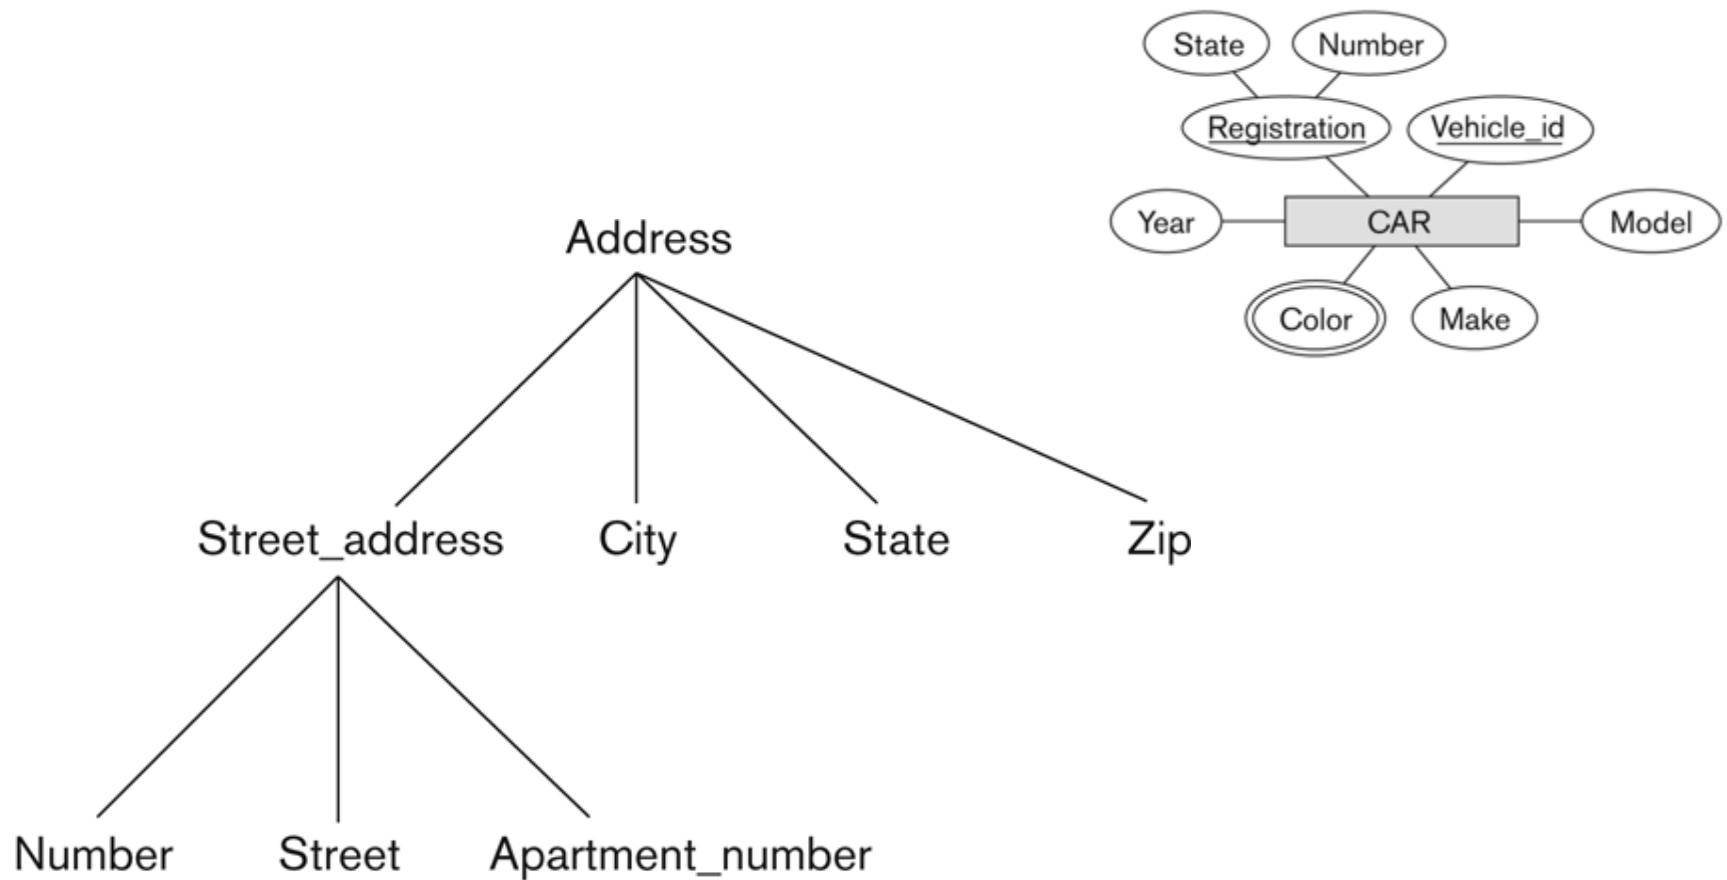 State Number
Registration Vehicle_id
Year CAR Model
Color Make
Address
Street_address City State Zip
Number Street Apartment_number